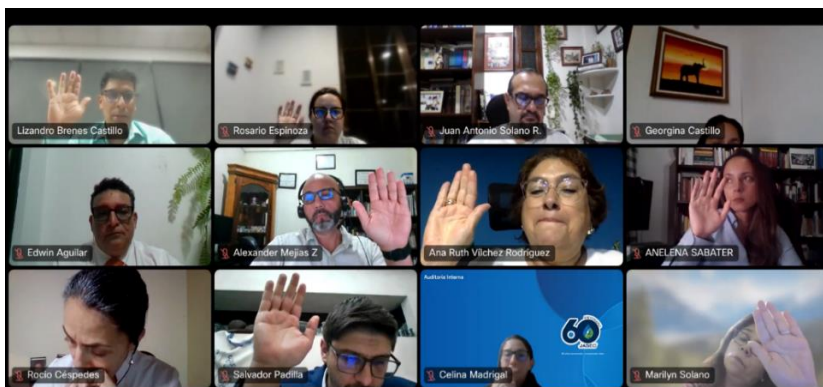 Lizandro Brenes Castillo
Rosario Espinoza
Juan Antonio Solano R.
Georgina Castillo
Edwin Aguilar
Alexander Mejias Z
Ana Ruth Vílchez Rodríguez
ANELENA SABATER
Auditoría Interna
60
Rocío Céspedes
Salvador Padilla
Celina Madrigal
Marilyn Solano